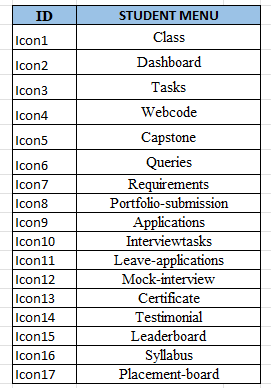 ID STUDENT MENU
Icon1 Class
Icon2 Dashboard
Icon3 Tasks
Icon4 Webcode
Icon5 Capstone
Icon6 Queries
Icon7 Requirements
Icon8 Portfolio-submission
Icon9 Applications
Icon10 Interviewtasks
Icon11 Leave-applications
Icon12 Mock-interview
Icon13 Certificate
Icon14 Testimonial
Icon15 Leaderboard
Icon16 Syllabus
Icon17 Placement-board